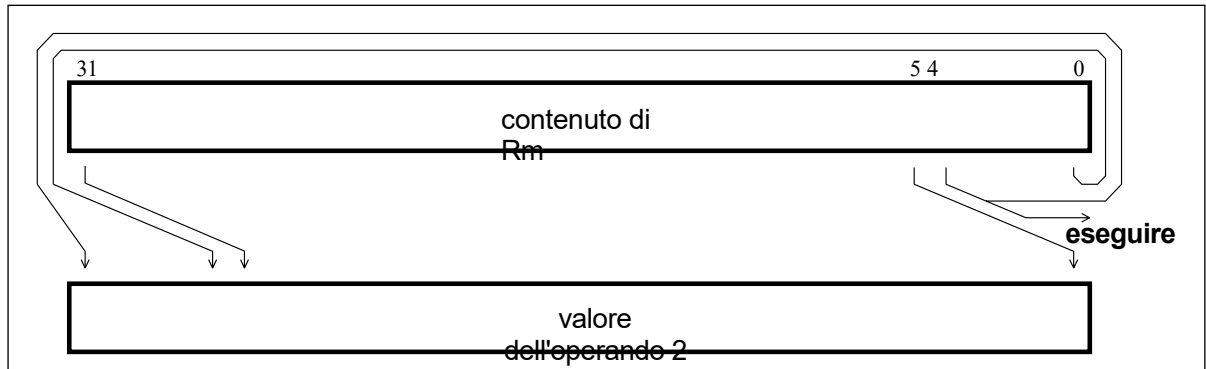 31 5 4 0
contenuto di
Rm
eseguire
valore
dell'operando 2